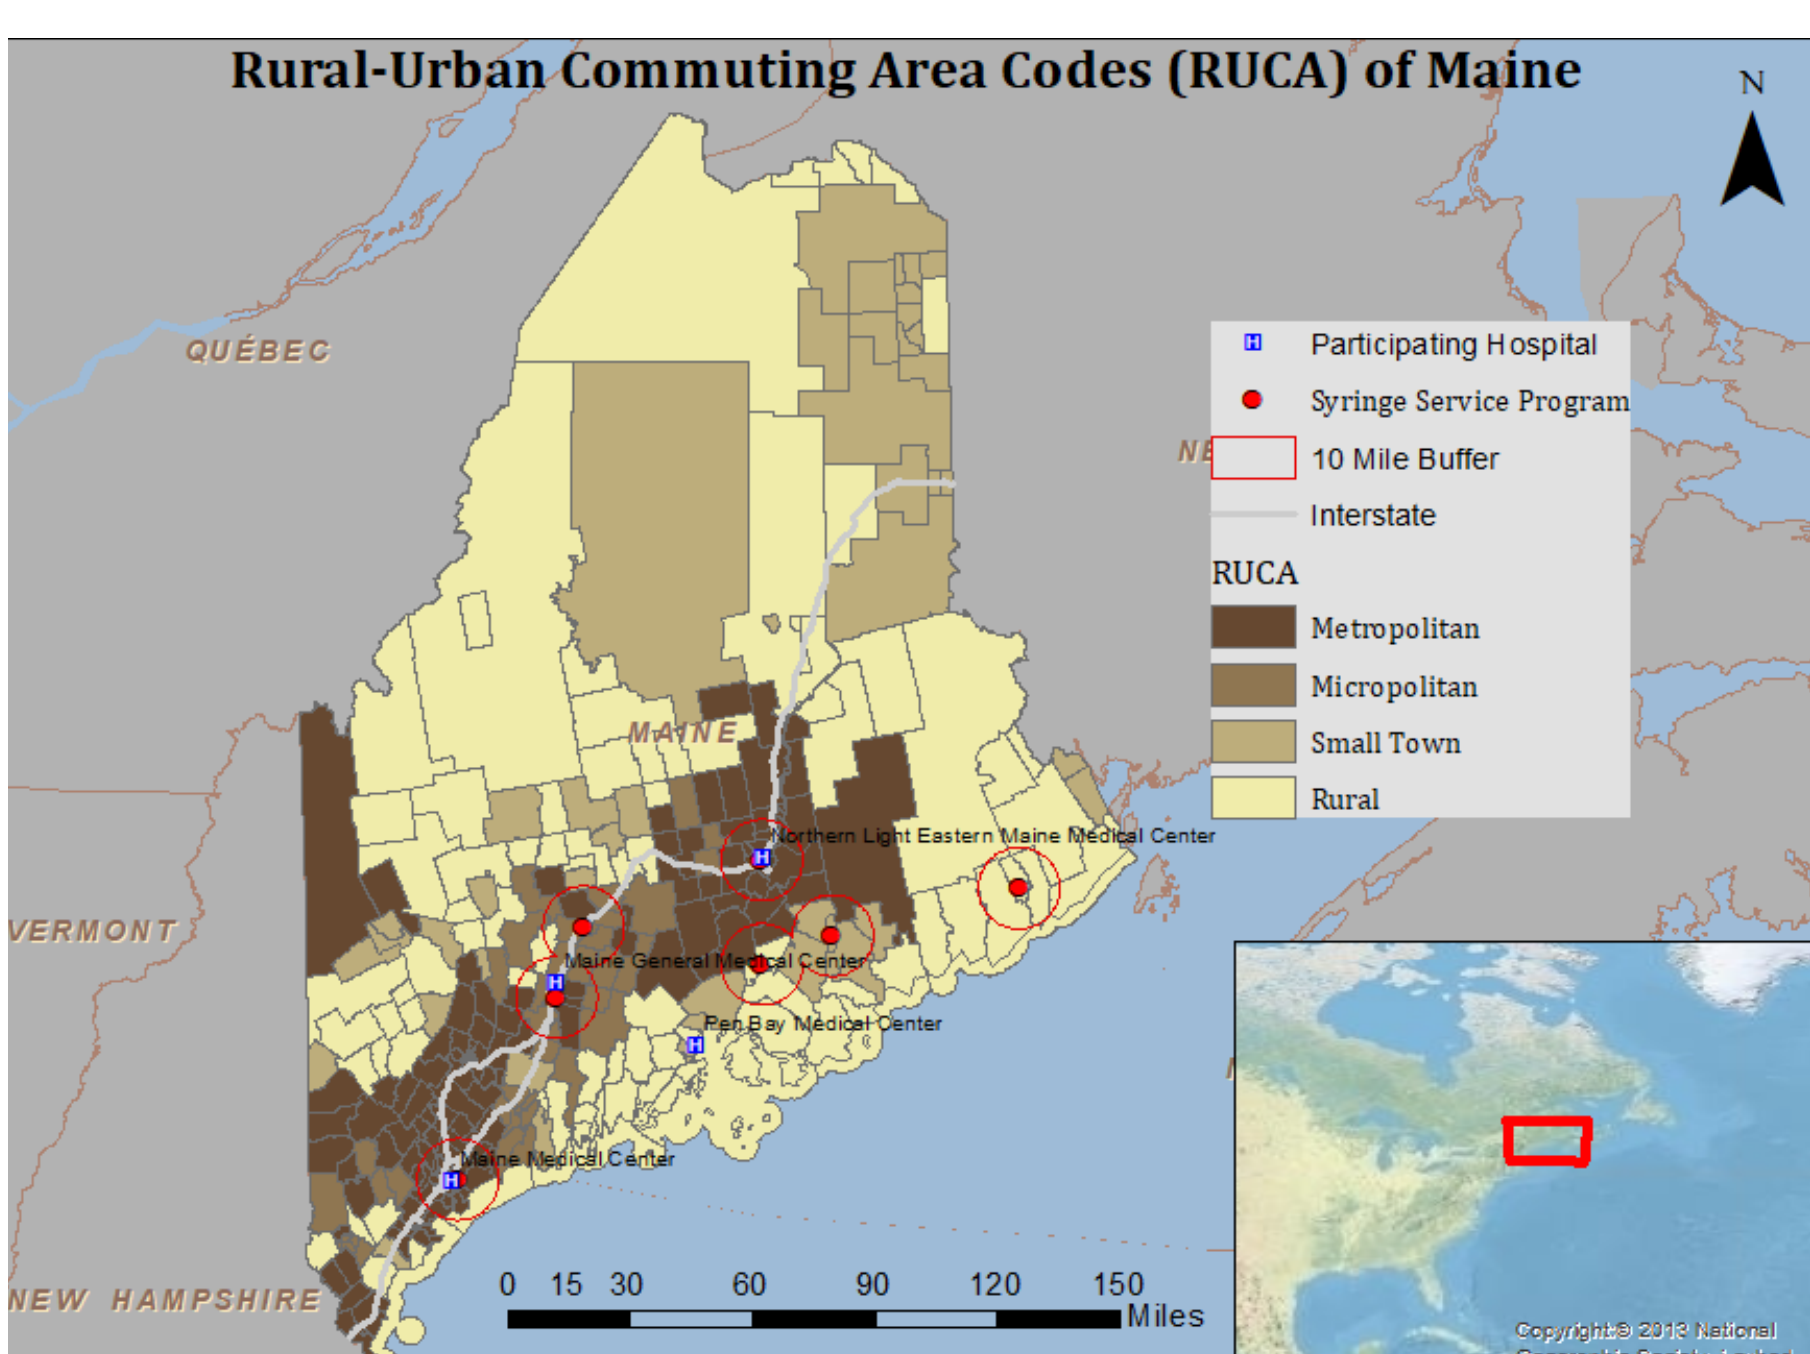 Rural-Urban Commuting Area Codes (RUCA) of Maine
N
QUÉBEC
H Participating Hospital
Syringe Service Program
NE
10 Mile Buffer
Interstate
RUCA
Metropolitan
MAINE
Micropolitan
Small Town
Rural
Northern Light Eastern Maine Medical Center
H
VERMONT
Maine General Medical Center
H
Pen Bay Medical Center
H
Maine Medical Center
H
NEW HAMPSHIRE
0 15 30 60 90 120 150
Miles
Copyright:© 2013 National